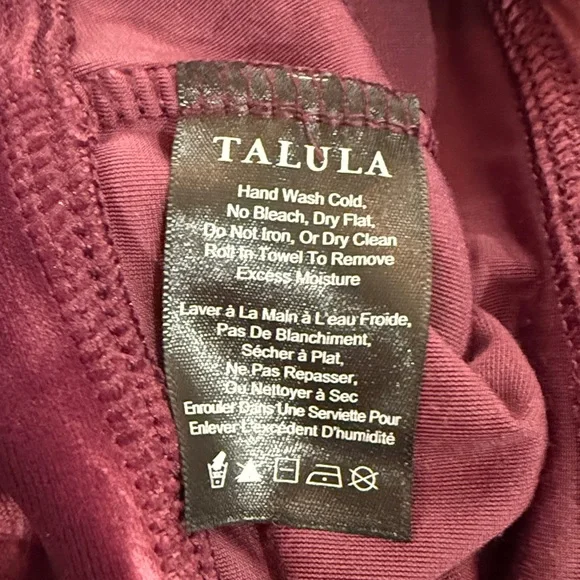 TALULA
Hand Wash Cold,
No Bleach, Dry Flat,
Do Not Iron, Or Dry Clean
Roll In Towel To Remove
Excess Moisture
Laver à La Main à L'eau Froide,
Pas De Blanchiment,
Sécher à Plat,
Ne Pas Repasser,
Ou Nettoyer à Sec
Enrouler Dans Une Serviette Pour
Enlever L'excédent D'humidité